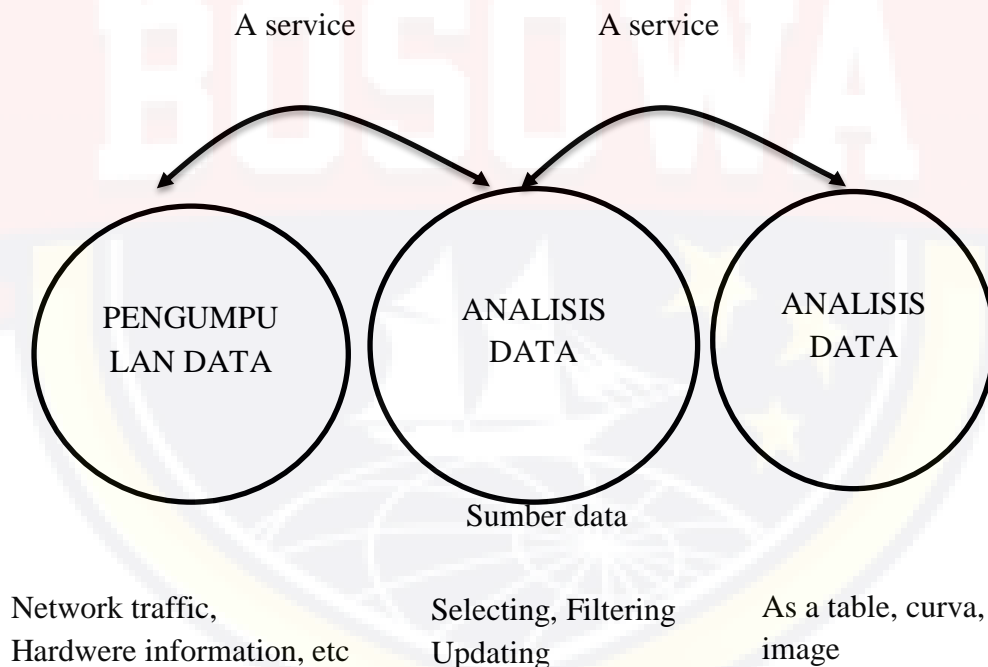 BOSOWA
A service
A service
PENGUMPU
LAN DATA
ANALISIS
DATA
ANALISIS
DATA
Sumber data
Network traffic,
Hardwere information, etc
Selecting, Filtering
Updating
As a table, curva,
image